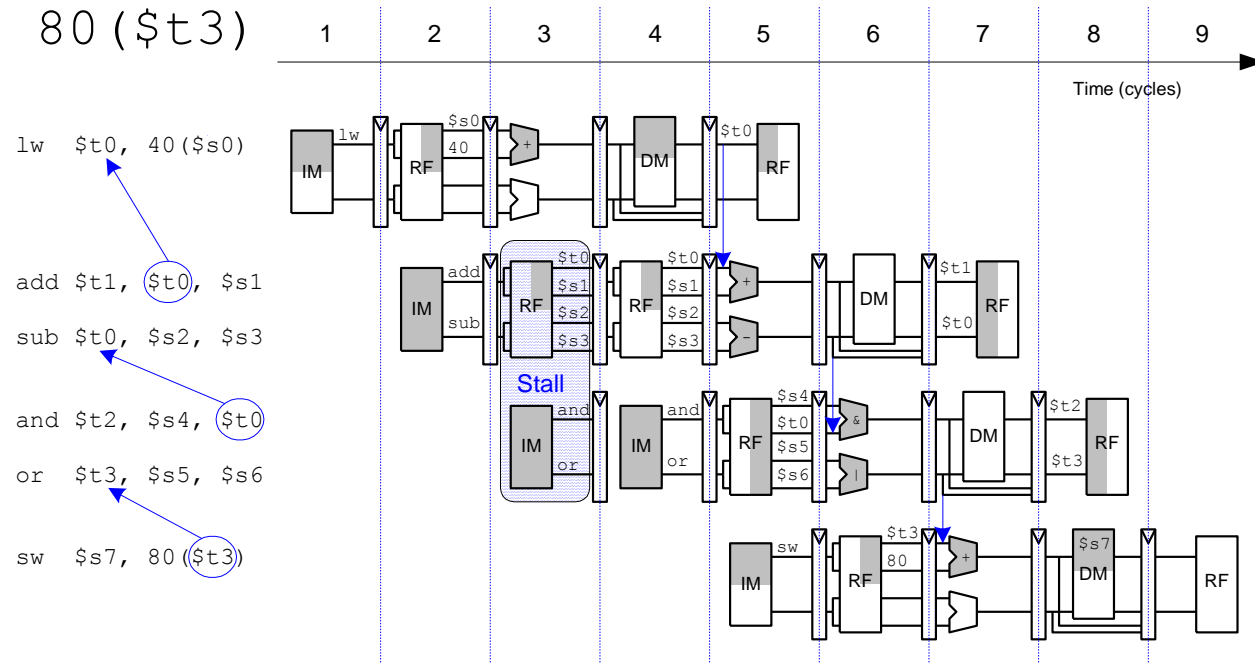 80($t3)
1 2 3 4 5 6 7 8 9
Time (cycles)
lw $t0, 40($s0)
IM lw RF $s0 40 + DM $t0 RF
add $t1, $t0, $s1
sub $t0, $s2, $s3
IM add sub RF $t0 $s1 $s2 $s3 RF $t0 $s1 $s2 $s3 + - DM $t1 $t0 RF
Stall
and $t2, $s4, $t0
or $t3, $s5, $s6
IM and or IM and or RF $s4 $t0 $s5 $s6 & | DM $t2 $t3 RF
sw $s7, 80($t3)
IM sw RF $t3 80 + $s7 DM RF